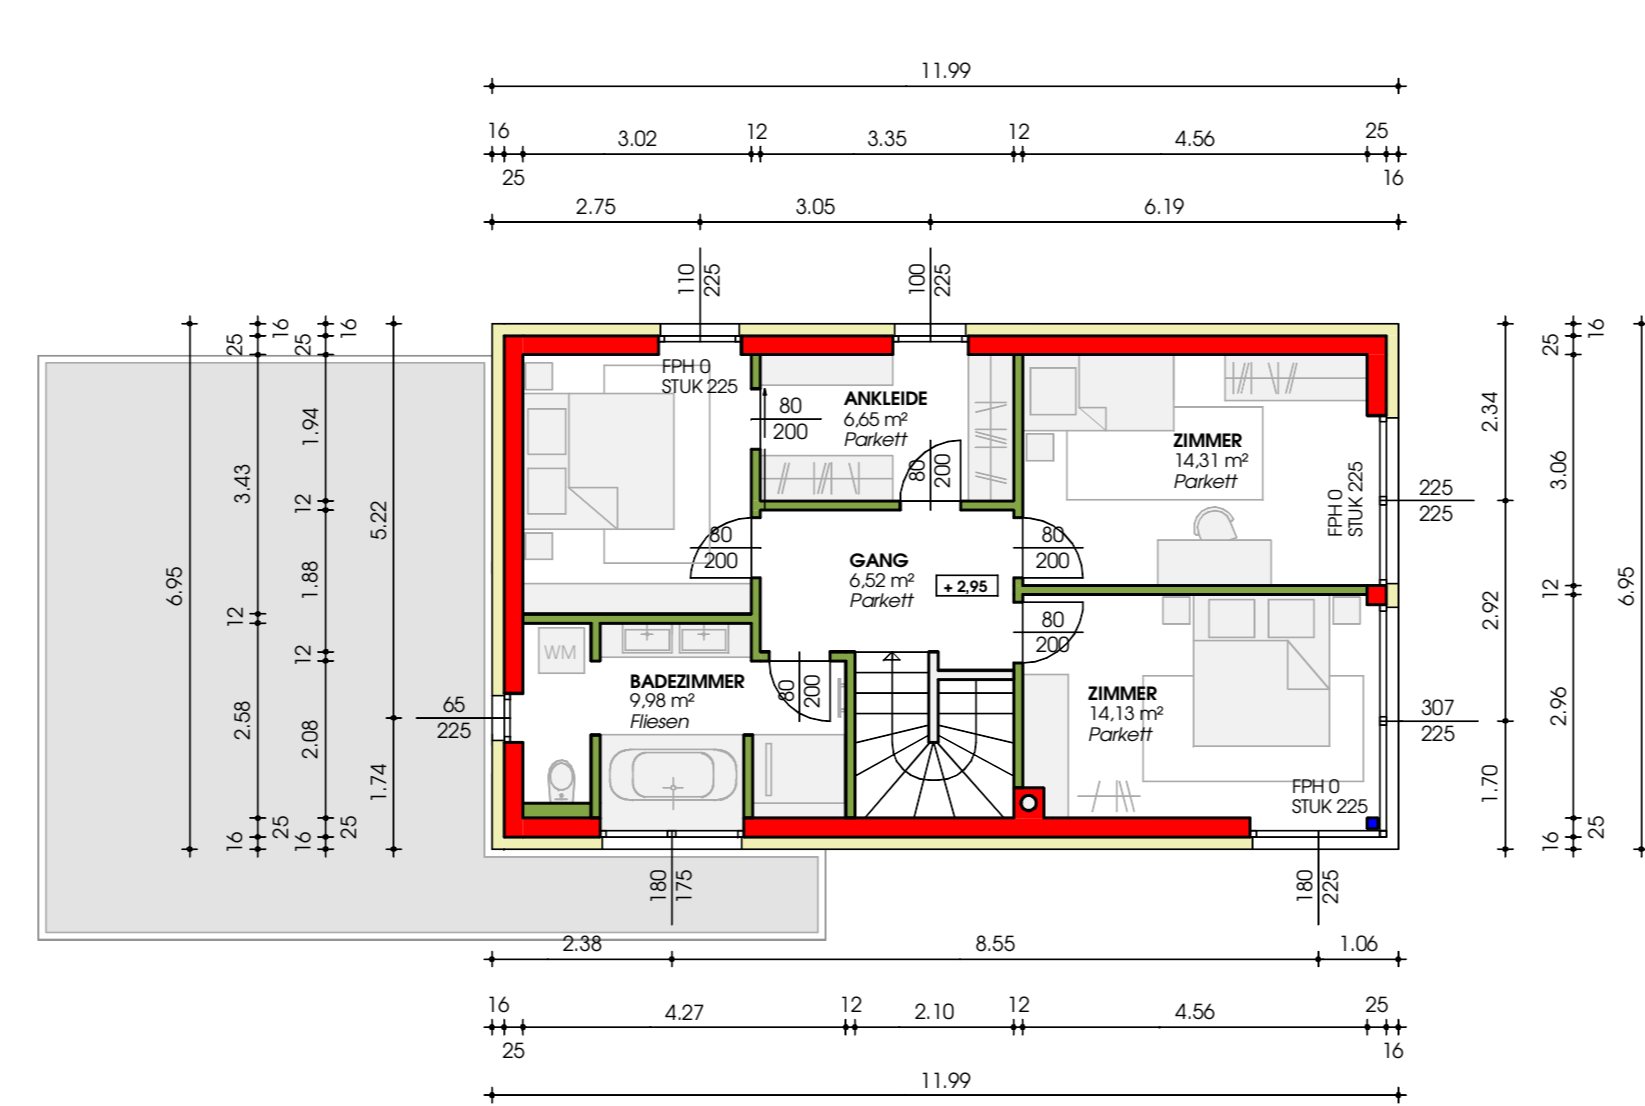 11.99
16 3.02 12 3.35 12 4.56 25
25 16
2.75 3.05 6.19
110
225
100
225
6.95
25
16
3.43
12
2.58
16
25
25
16
1.94
12
1.88
12
2.08
16
25
5.22
1.74
FPH 0
STUK 225
80
200
ANKLEIDE
6,65 m²
Parkett
80
200
ZIMMER
14,31 m²
Parkett
FPH 0
STUK 225
225
225
80
200
GANG
6,52 m²
Parkett
+ 2,95
80
200
80
200
WM
BADEZIMMER
9,98 m²
Fliesen
80
200
65
225
ZIMMER
14,13 m²
Parkett
307
225
FPH 0
STUK 225
2.34
2.92
1.70
25
16
3.06
12
2.96
16
25
6.95
180
175
180
225
2.38 8.55 1.06
16 4.27 12 2.10 12 4.56 25
25 16
11.99